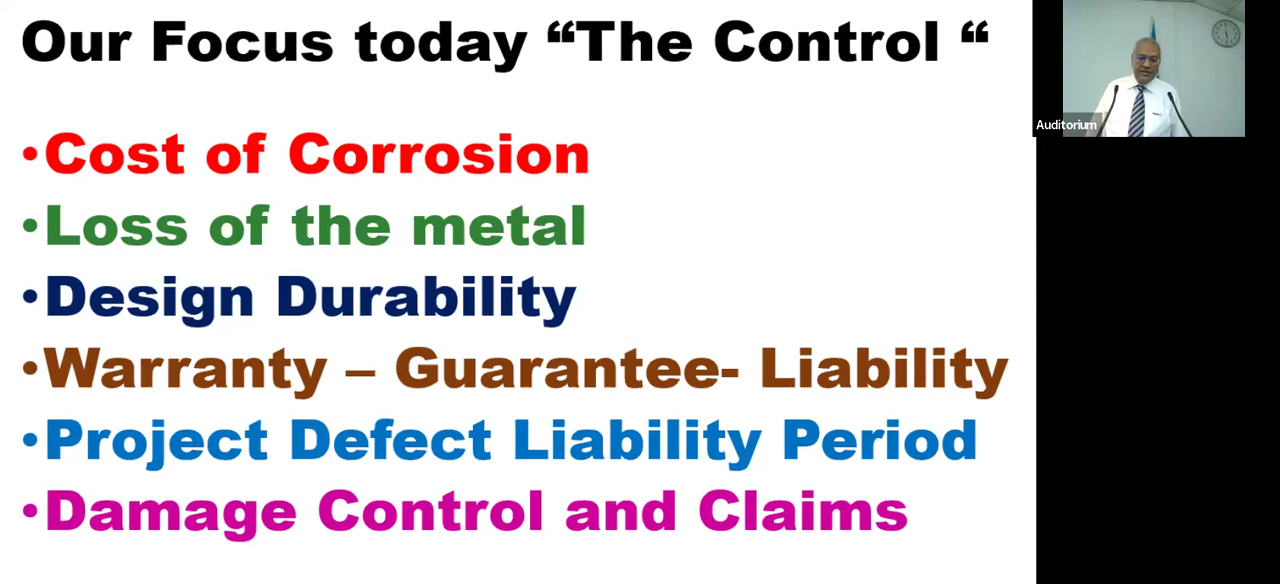 Our Focus today “The Control “
•Cost of Corrosion
•Loss of the metal
•Design Durability
•Warranty – Guarantee- Liability
•Project Defect Liability Period
•Damage Control and Claims
Auditorium